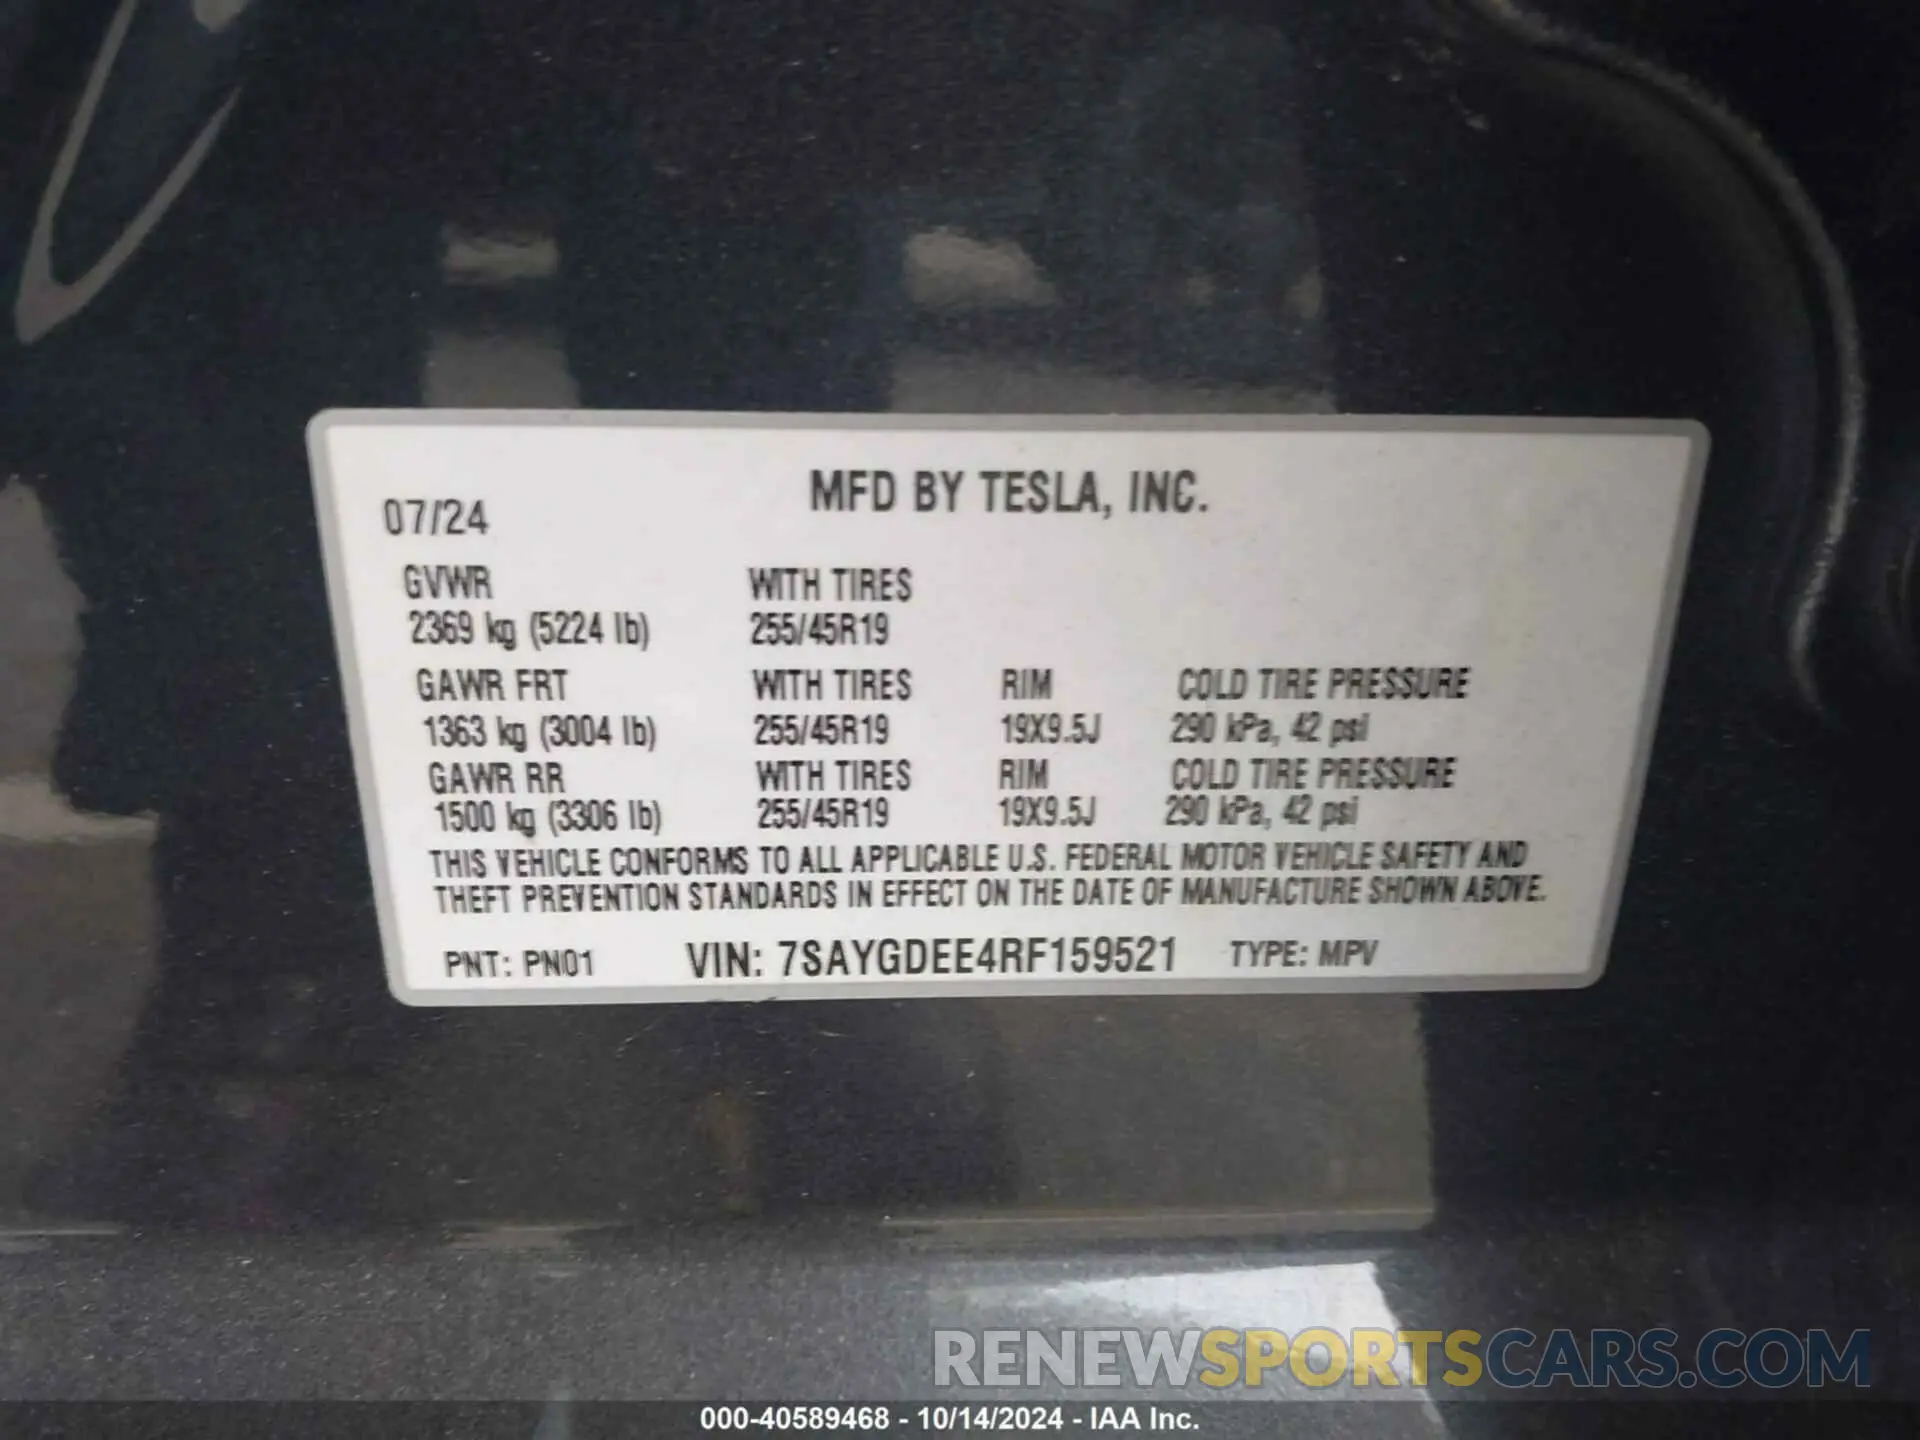 MFD BY TESLA, INC.
07/24
GVWR WITH TIRES
2369 kg (5224 lb) 255/45R19
GAWR FRT WITH TIRES RIM COLD TIRE PRESSURE
1363 kg (3004 lb) 255/45R19 19X9.5J 290 kPa, 42 psi
GAWR RR WITH TIRES RIM COLD TIRE PRESSURE
1500 kg (3306 lb) 255/45R19 19X9.5J 290 kPa, 42 psi
THIS VEHICLE CONFORMS TO ALL APPLICABLE U.S. FEDERAL MOTOR VEHICLE SAFETY AND
THEFT PREVENTION STANDARDS IN EFFECT ON THE DATE OF MANUFACTURE SHOWN ABOVE.
PNT: PN01 VIN: 7SAYGDEE4RF159521 TYPE: MPV
RENEWSPORTSCARS.COM
000-40589468 - 10/14/2024 - IAA Inc.